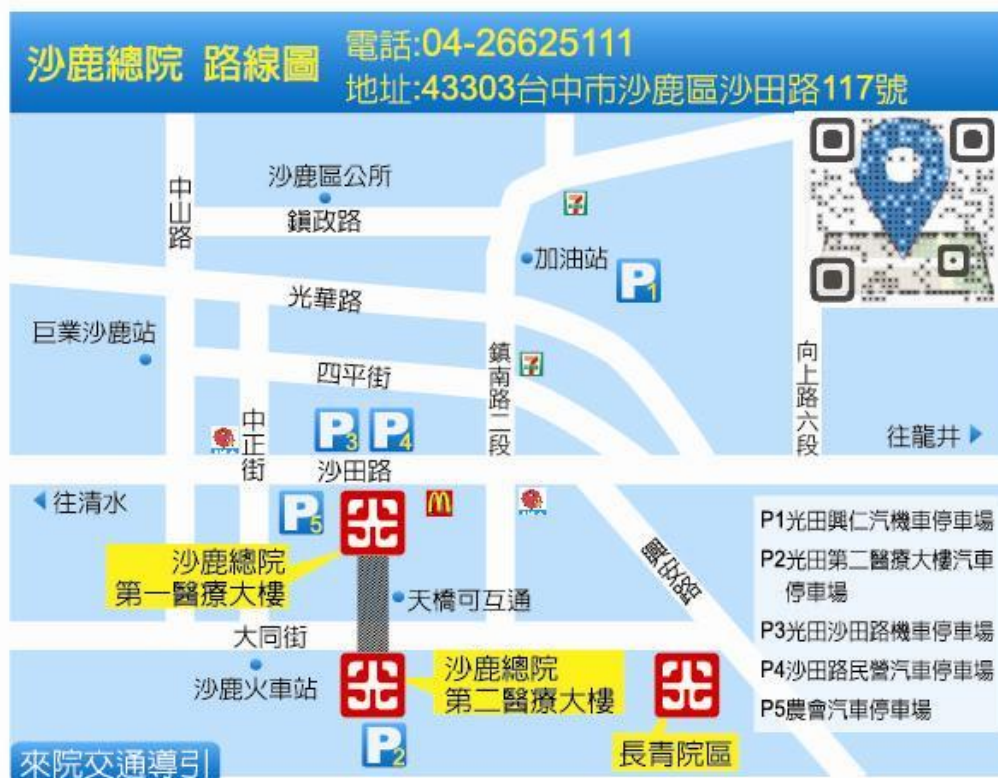 沙鹿總院 路線圖
電話:04-26625111
地址:43303台中市沙鹿區沙田路117號
中山路
沙鹿區公所
鎮政路
7
加油站
P1
光華路
巨業沙鹿站
四平街
鎮南路二段
7
向上路六段
中正街
P3
P4
沙田路
往龍井
往清水
P5
M
沙鹿總院
第一醫療大樓
天橋可互通
興安路
大同街
沙鹿火車站
沙鹿總院
第二醫療大樓
P2
長青院區
P1光田興仁汽機車停車場
P2光田第二醫療大樓汽車
停車場
P3光田沙田路機車停車場
P4沙田路民營汽車停車場
P5農會汽車停車場
來院交通導引